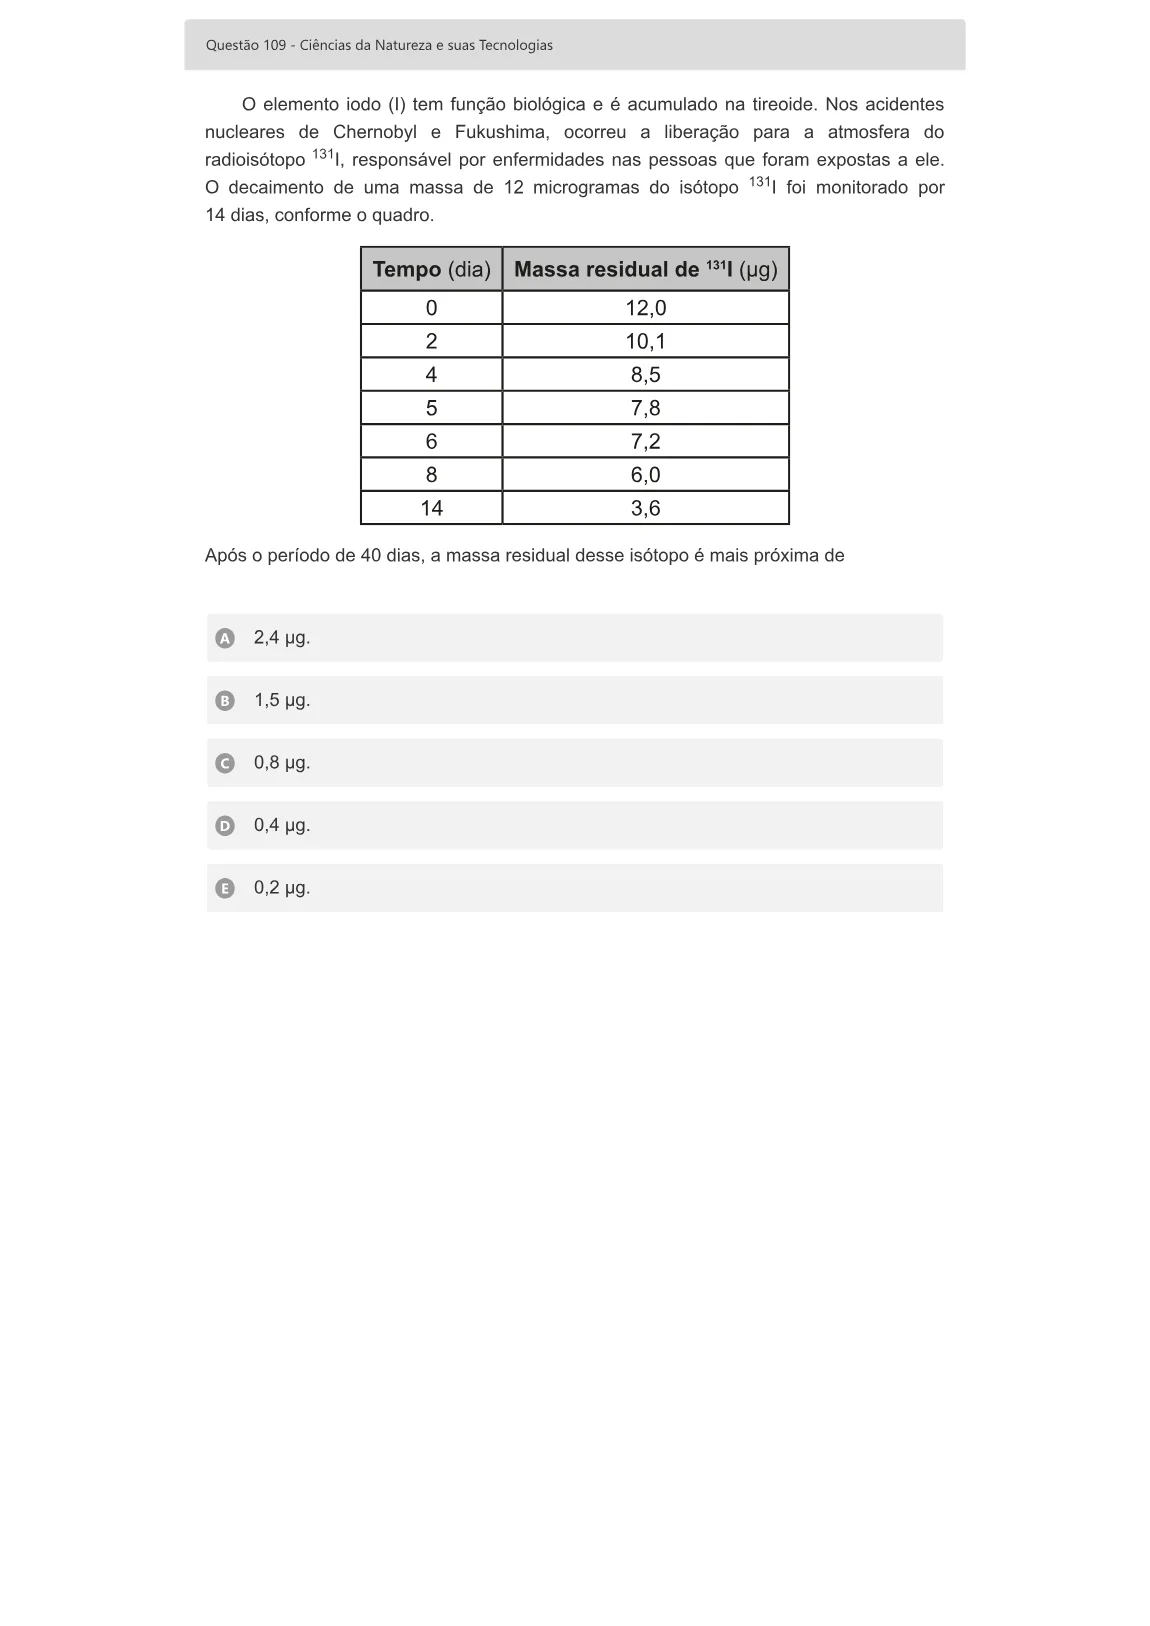 Questão 109 - Ciências da Natureza e suas Tecnologias
O elemento iodo (I) tem função biológica e é acumulado na tireoide. Nos acidentes
nucleares de Chernobyl e Fukushima, ocorreu a liberação para a atmosfera do
radioisótopo ¹³¹I, responsável por enfermidades nas pessoas que foram expostas a ele.
O decaimento de uma massa de 12 microgramas do isótopo ¹³¹I foi monitorado por
14 dias, conforme o quadro.
Tempo (dia) Massa residual de ¹³¹I (µg)
0 12,0
2 10,1
4 8,5
5 7,8
6 7,2
8 6,0
14 3,6
Após o período de 40 dias, a massa residual desse isótopo é mais próxima de
A 2,4 µg.
B 1,5 µg.
C 0,8 µg.
D 0,4 µg.
E 0,2 µg.